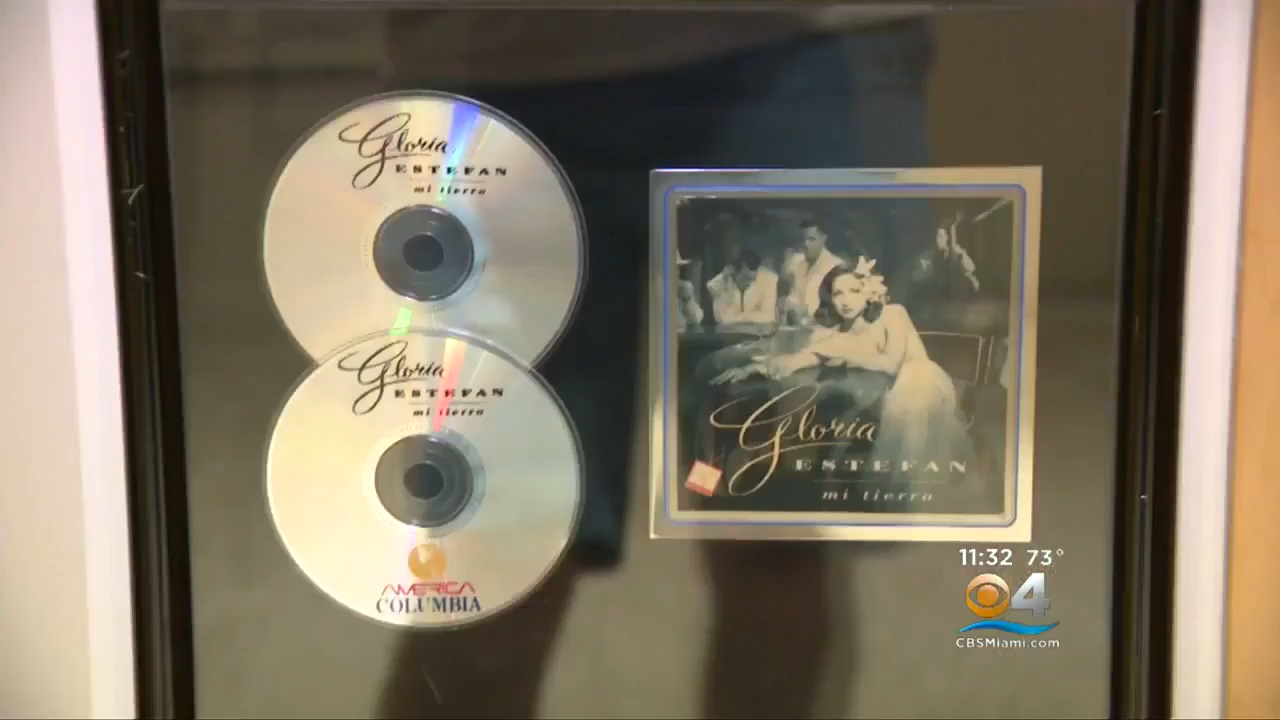 Gloria
ESTEFAN
mi tierra
Gloria
ESTEFAN
mi tierra
AMERICA
COLUMBIA
Gloria
ESTEFAN
mi tierra
11:32 73°
4
CBSMiami.com